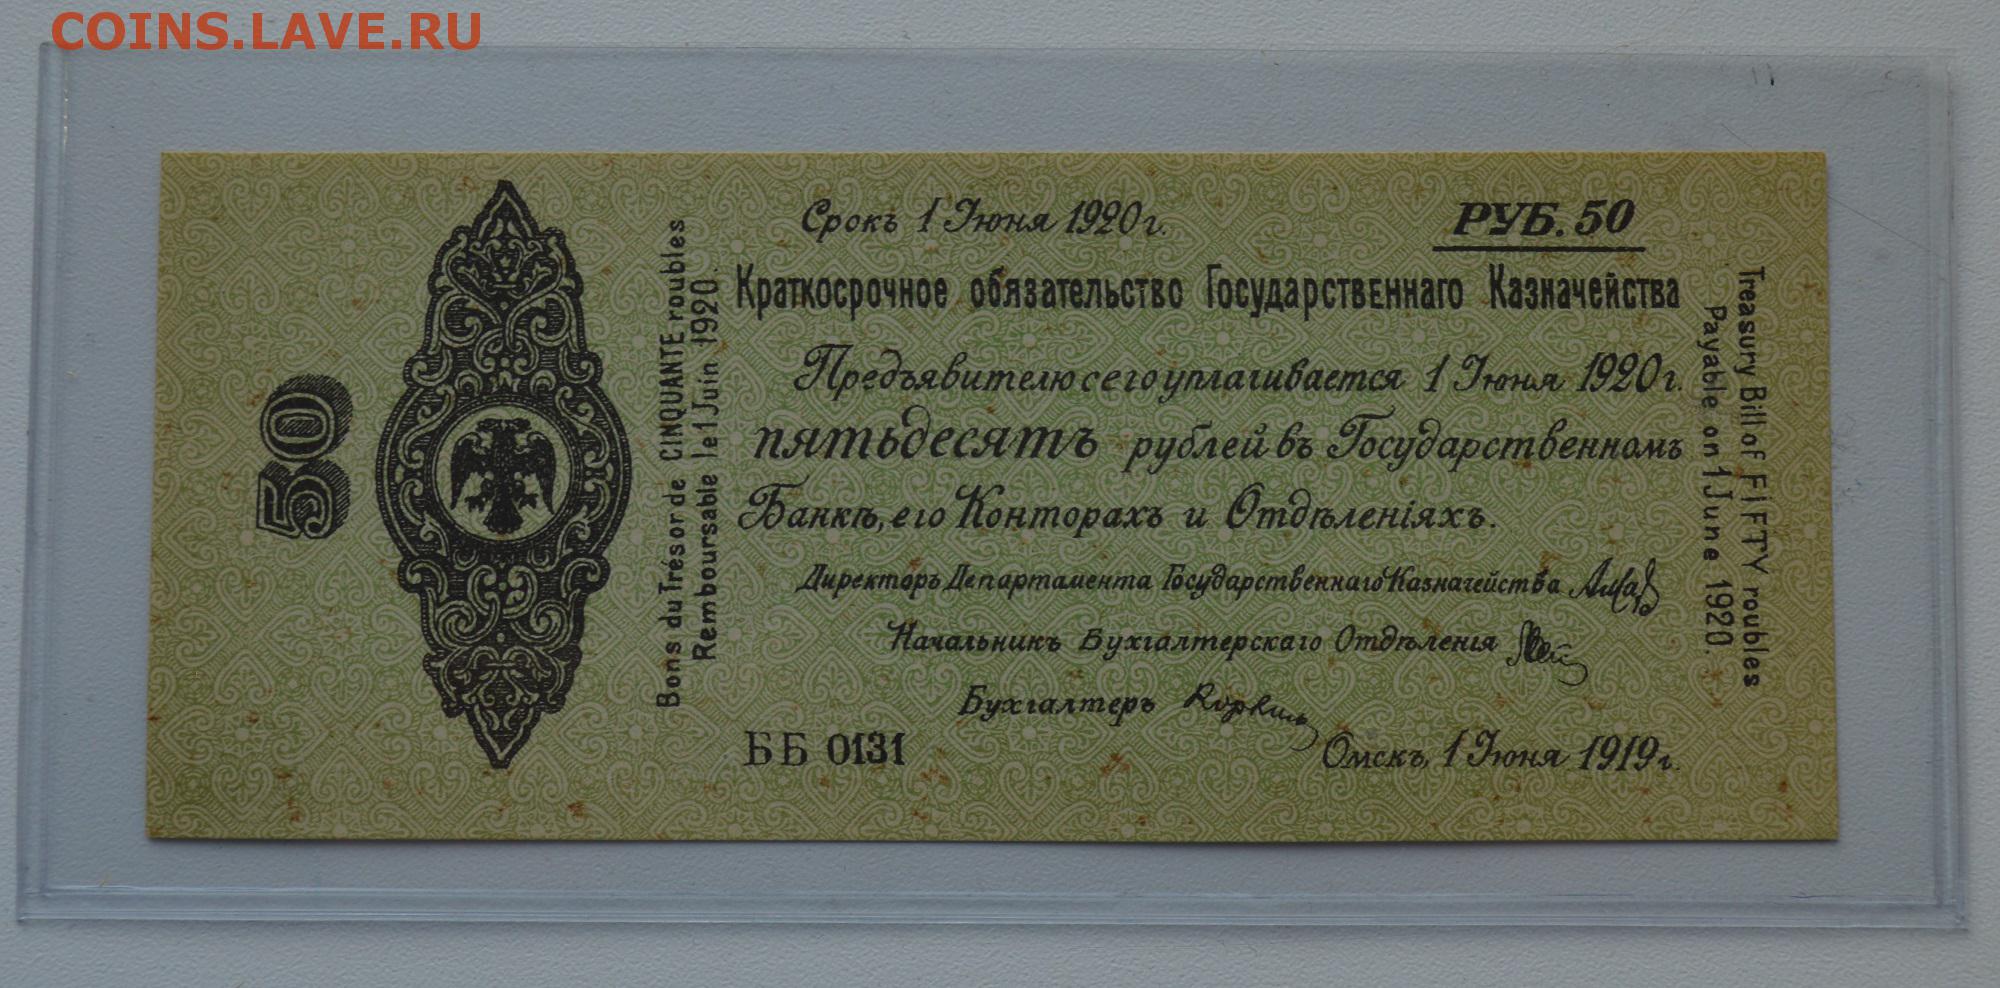 COINS.LAVE.RU
50
Bons du Trésor de CINQUANTE roubles
Remboursable le 1 Juin 1920.
Срокъ 1 Июня 1920 г.
РУБ. 50
Краткосрочное обязательство Государственнаго Казначейства
Предъявителю сего уплачивается 1 Июня 1920 г.
пятьдесятъ рублей въ Государственномъ
Банкѣ, его Конторахъ и Отдѣленіяхъ.
Директоръ Департамента Государственнаго Казначейства
Начальникъ Бухгалтерскаго Отдѣленія
Бухгалтеръ
ББ 0131
Омскъ, 1 Июня 1919 г.
Treasury Bill of FiFTY roubles
Payable on 1 June 1920.